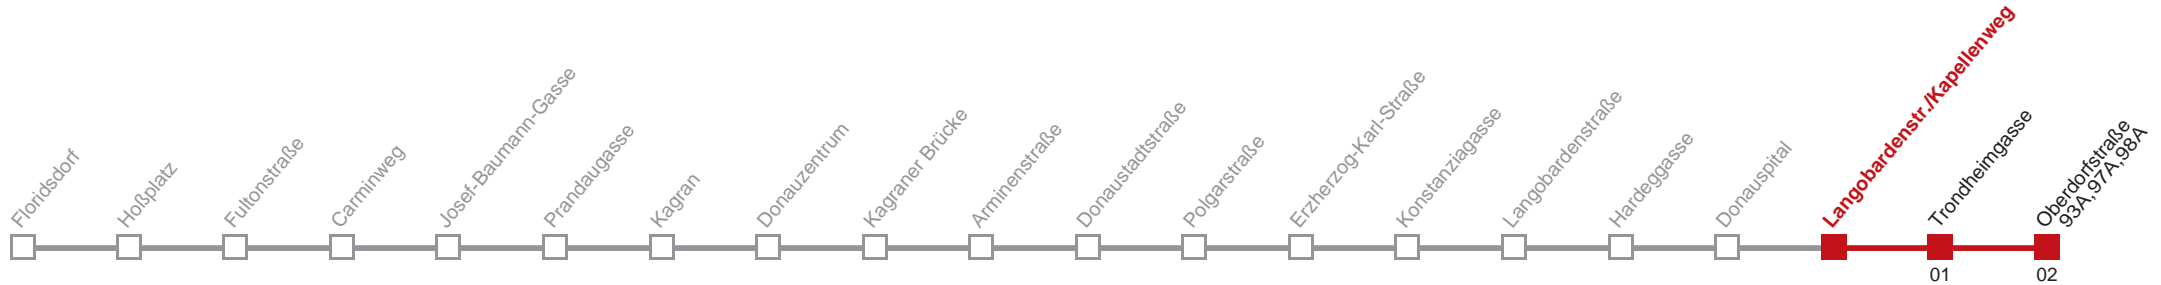 Floridsdorf
Hoßplatz
Fultonstraße
Carminweg
Josef-Baumann-Gasse
Prandaugasse
Kagran
Donauzentrum
Kagraner Brücke
Arminenstraße
Donaustadtstraße
Polgarstraße
Erzherzog-Karl-Straße
Konstanziagasse
Langobardenstraße
Hardeggasse
Donauspital
Langobardenstr./Kapellenweg
Trondheimgasse
Oberdorfstraße
93A,97A,98A
01
02